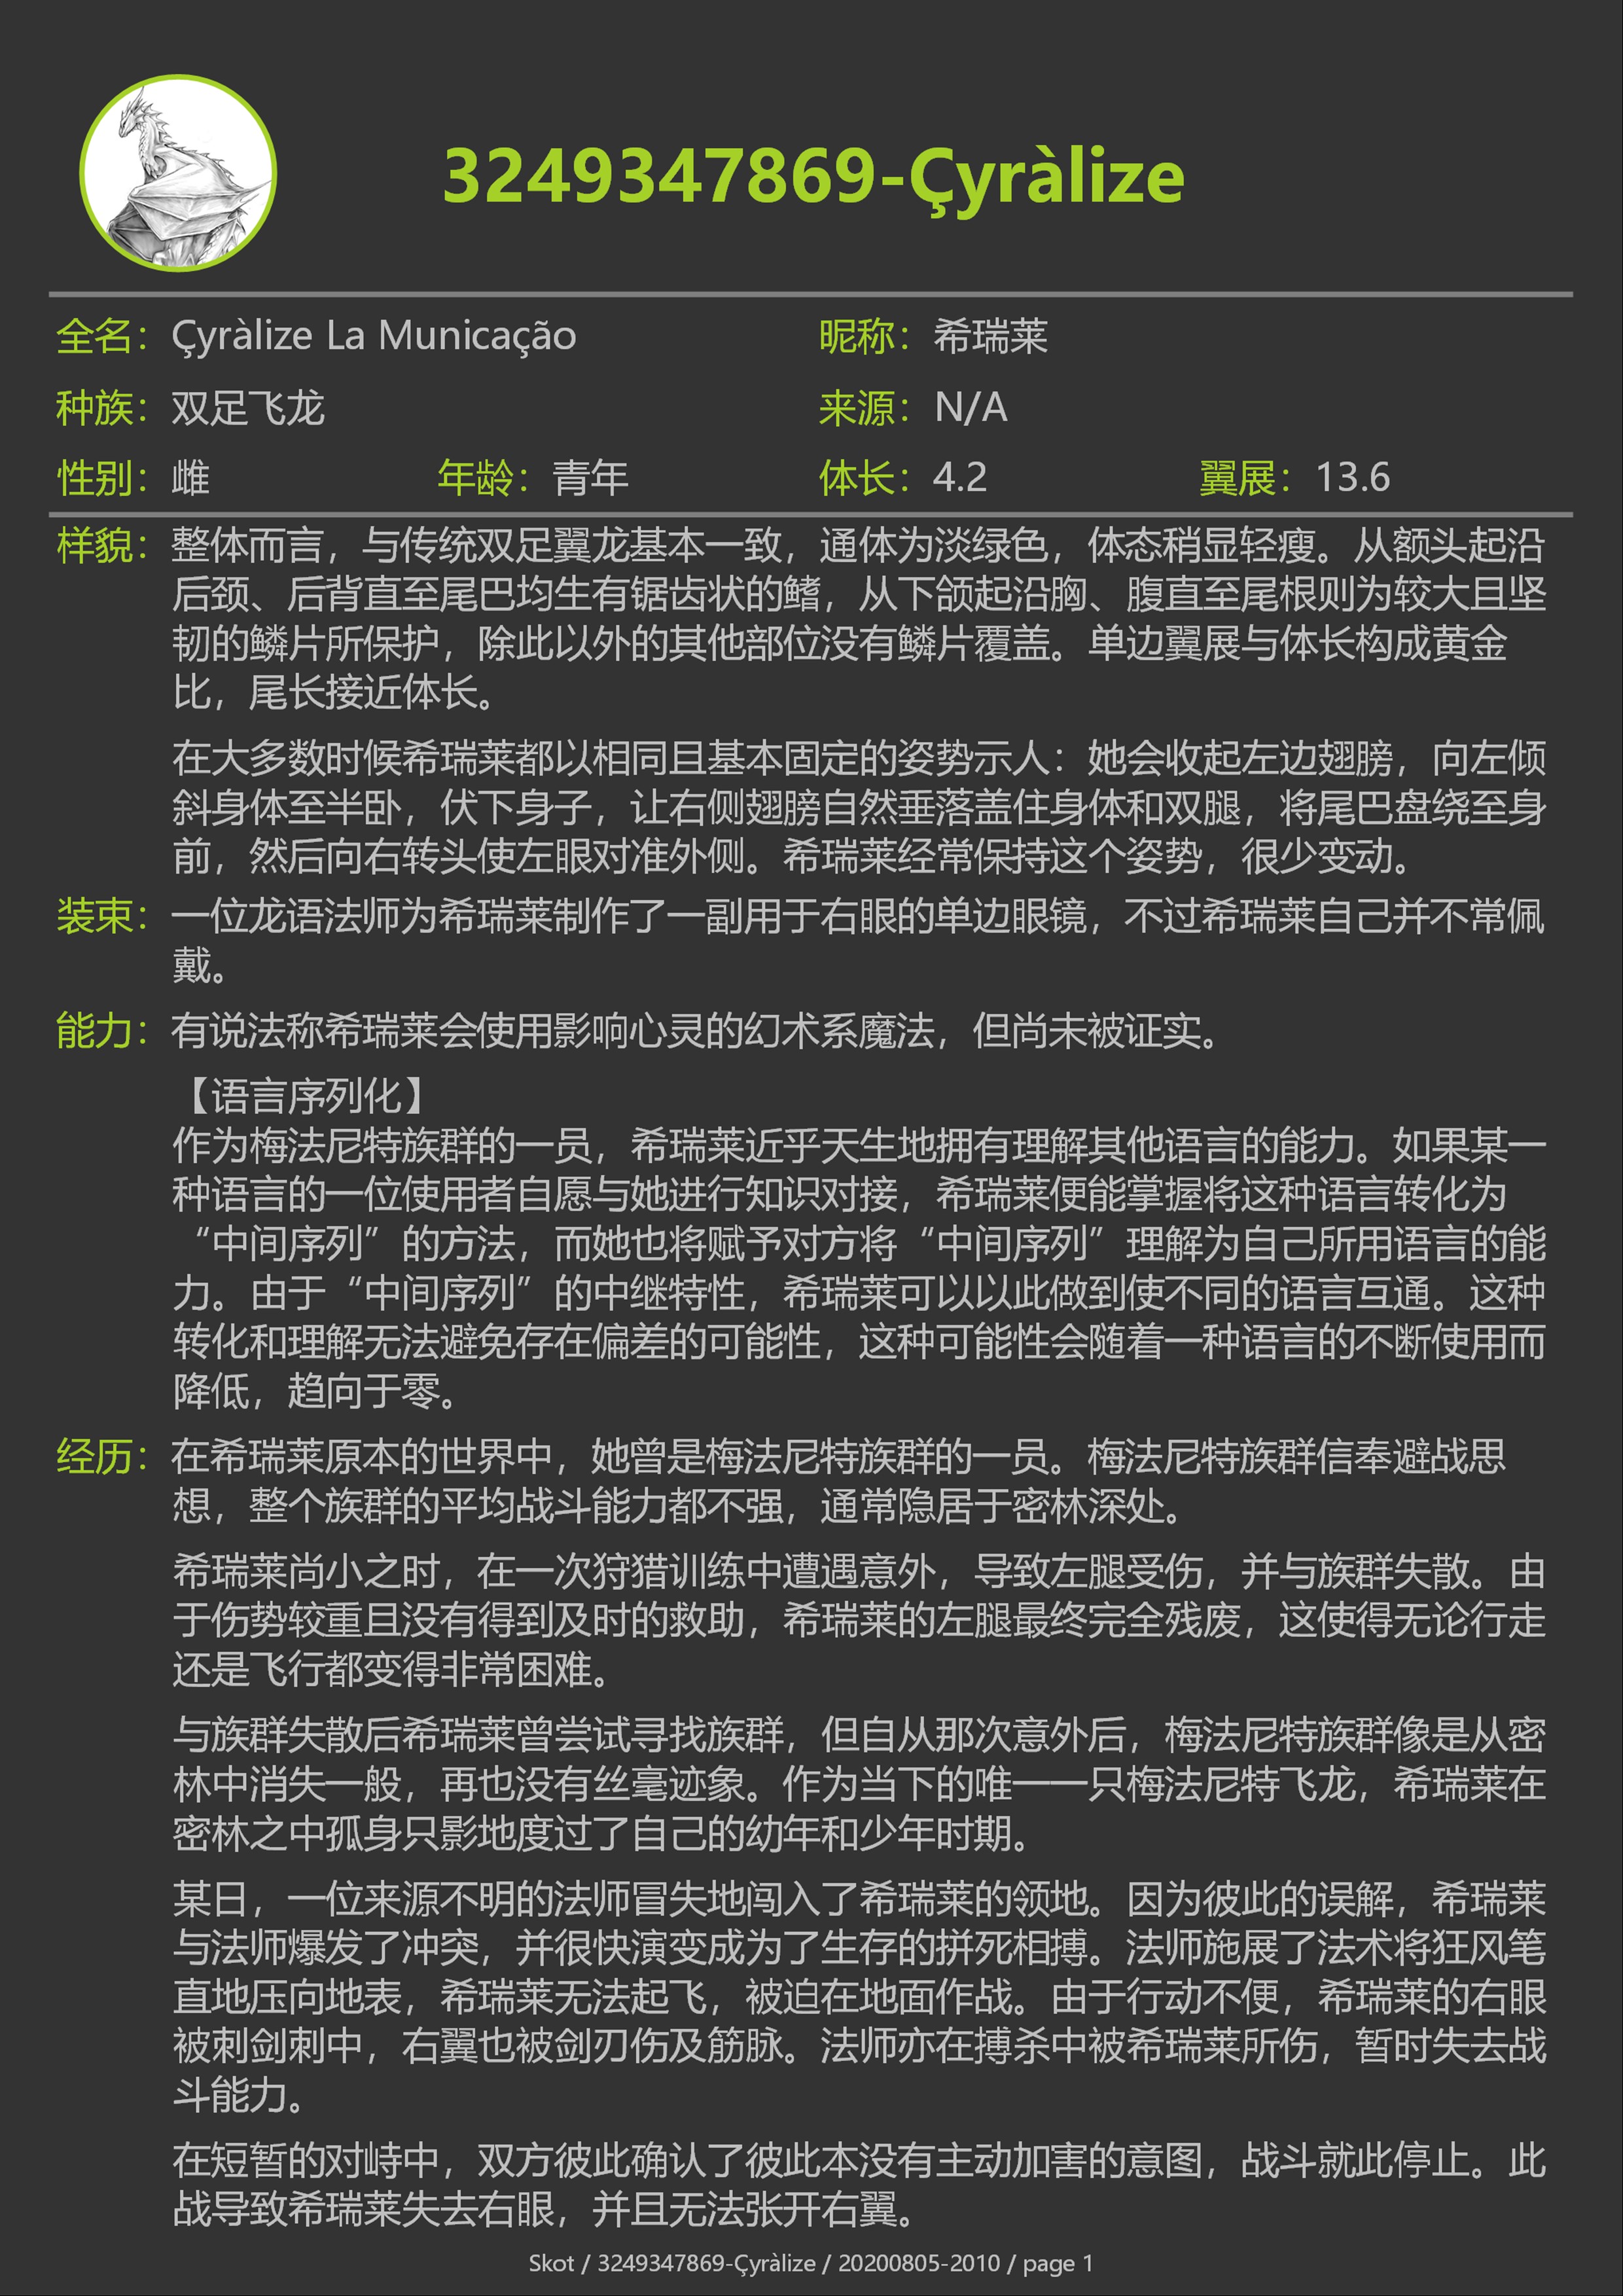 3249347869-Çyràlize
全名：Çyràlize La Municação 昵称：希瑞莱
种族：双足飞龙 来源：N/A
性别：雌 年龄：青年 体长：4.2 翼展：13.6
样貌：整体而言，与传统双足翼龙基本一致，通体为淡绿色，体态稍显轻瘦。从额头起沿
后颈、后背直至尾巴均生有锯齿状的鳍，从下颌起沿胸、腹直至尾根则为较大且坚
韧的鳞片所保护，除此以外的其他部位没有鳞片覆盖。单边翼展与体长构成黄金
比，尾长接近体长。
在大多数时候希瑞莱都以相同且基本固定的姿势示人：她会收起左边翅膀，向左倾
斜身体至半卧，伏下身子，让右侧翅膀自然垂落盖住身体和双腿，将尾巴盘绕至身
前，然后向右转头使左眼对准外侧。希瑞莱经常保持这个姿势，很少变动。
装束：一位龙语法师为希瑞莱制作了一副用于右眼的单边眼镜，不过希瑞莱自己并不常佩
戴。
能力：有说法称希瑞莱会使用影响心灵的幻术系魔法，但尚未被证实。
【语言序列化】
作为梅法尼特族群的一员，希瑞莱近乎天生地拥有理解其他语言的能力。如果某一
种语言的一位使用者自愿与她进行知识对接，希瑞莱便能掌握将这种语言转化为
“中间序列”的方法，而她也将赋予对方将“中间序列”理解为自己所用语言的能
力。由于“中间序列”的中继特性，希瑞莱可以以此做到使不同的语言互通。这种
转化和理解无法避免存在偏差的可能性，这种可能性会随着一种语言的不断使用而
降低，趋向于零。
经历：在希瑞莱原本的世界中，她曾是梅法尼特族群的一员。梅法尼特族群信奉避战思
想，整个族群的平均战斗能力都不强，通常隐居于密林深处。
希瑞莱尚小之时，在一次狩猎训练中遭遇意外，导致左腿受伤，并与族群失散。由
于伤势较重且没有得到及时的救助，希瑞莱的左腿最终完全残废，这使得无论行走
还是飞行都变得非常困难。
与族群失散后希瑞莱曾尝试寻找族群，但自从那次意外后，梅法尼特族群像是从密
林中消失一般，再也没有丝毫迹象。作为当下的唯一一只梅法尼特飞龙，希瑞莱在
密林之中孤身只影地度过了自己的幼年和少年时期。
某日，一位来源不明的法师冒失地闯入了希瑞莱的领地。因为彼此的误解，希瑞莱
与法师爆发了冲突，并很快演变成为了生存的拼死相搏。法师施展了法术将狂风笔
直地压向地表，希瑞莱无法起飞，被迫在地面作战。由于行动不便，希瑞莱的右眼
被刺剑刺中，右翼也被剑刃伤及筋脉。法师亦在搏杀中被希瑞莱所伤，暂时失去战
斗能力。
在短暂的对峙中，双方彼此确认了彼此本没有主动加害的意图，战斗就此停止。此
战导致希瑞莱失去右眼，并且无法张开右翼。
Skot / 3249347869-Çyràlize / 20200805-2010 / page 1